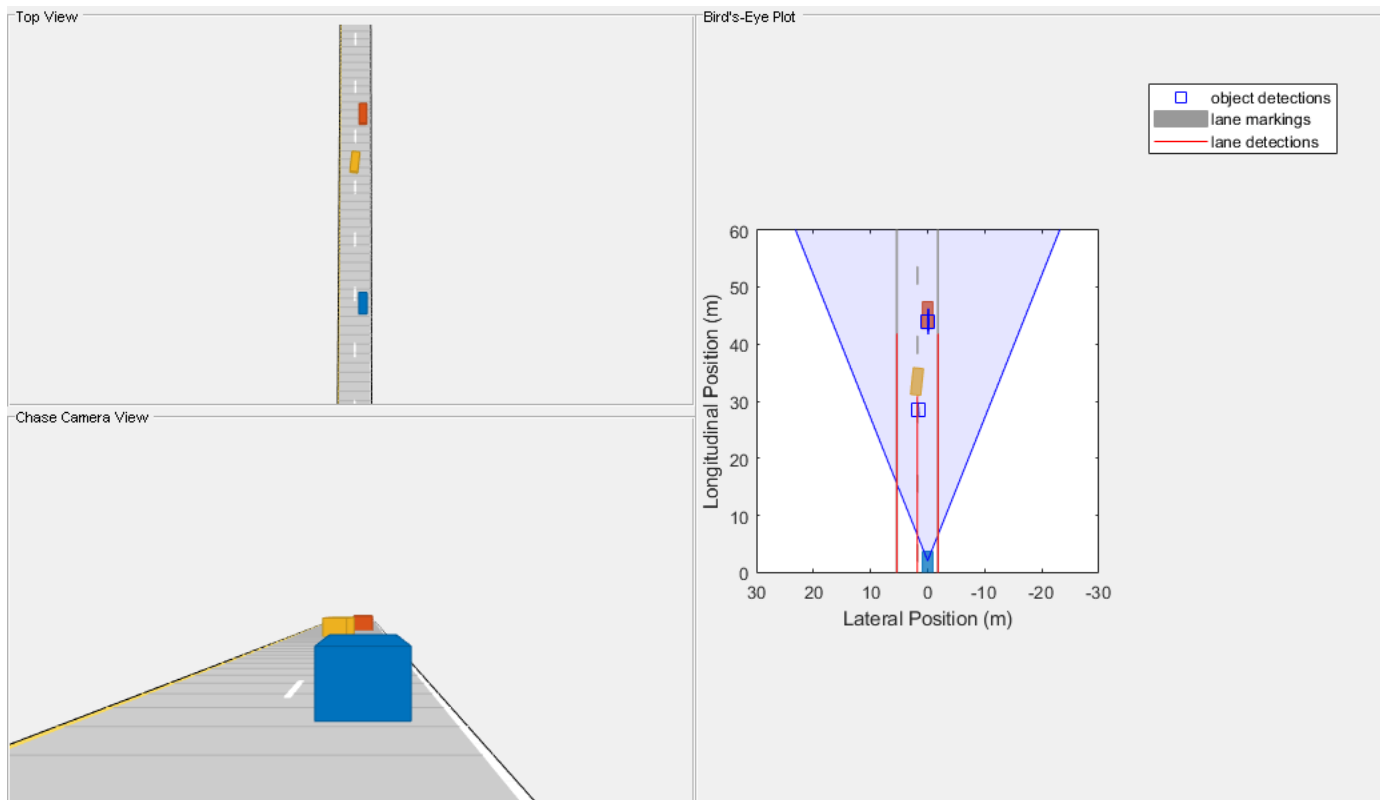 Top View
Bird's-Eye Plot
object detections
lane markings
lane detections
60
50
40
30
20
10
0
Longitudinal Position (m)
30 20 10 0 -10 -20 -30
Lateral Position (m)
Chase Camera View